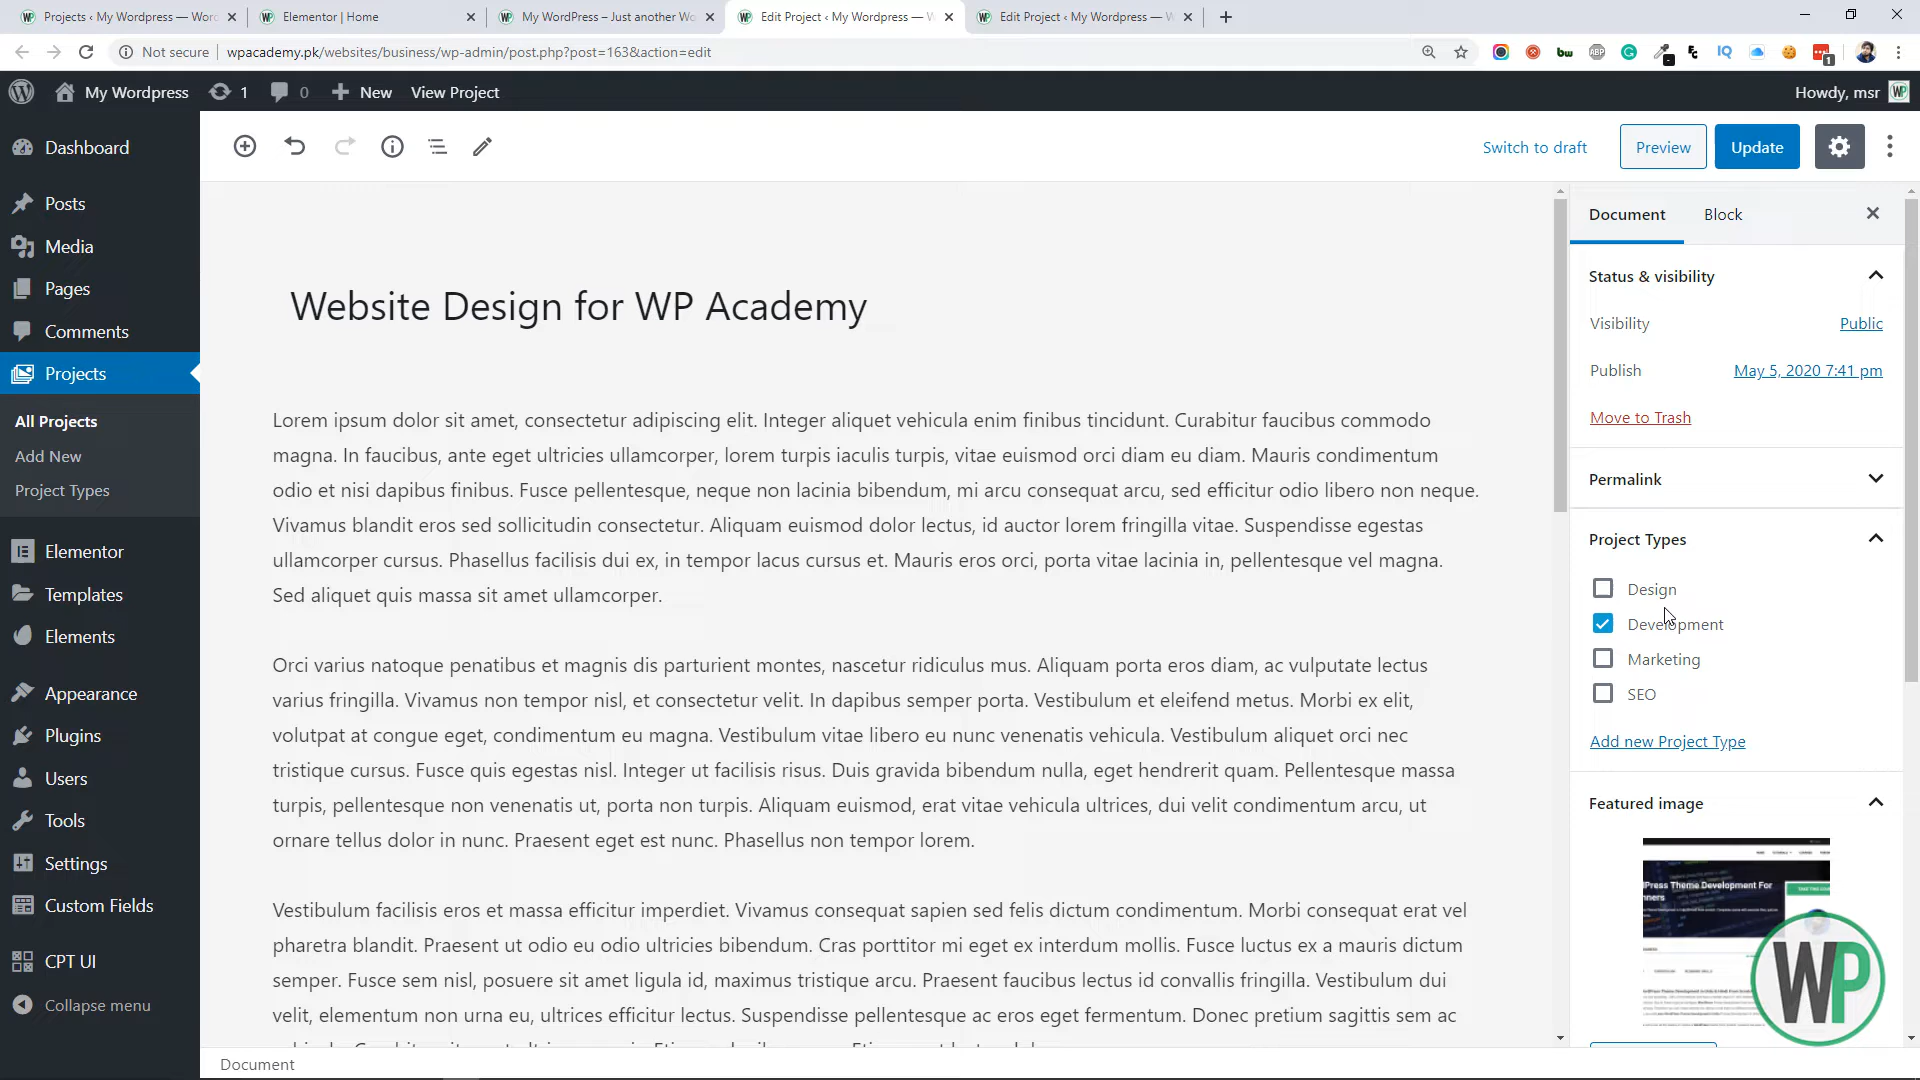 Projects ‹ My Wordpress — Wor
Elementor | Home
My WordPress – Just another Wo
Edit Project ‹ My Wordpress — W
Edit Project ‹ My Wordpress — W
Not secure
wpacademy.pk/websites/business/wp-admin/post.php?post=163&action=edit
My Wordpress
1
0
New
View Project
Howdy, msr
Dashboard
Posts
Media
Pages
Comments
Projects
All Projects
Add New
Project Types
Elementor
Templates
Elements
Appearance
Plugins
Users
Tools
Settings
Custom Fields
CPT UI
Collapse menu
Switch to draft
Preview
Update
Website Design for WP Academy
Lorem ipsum dolor sit amet, consectetur adipiscing elit. Integer aliquet vehicula enim finibus tincidunt. Curabitur faucibus commodo
magna. In faucibus, ante eget ultricies ullamcorper, lorem turpis iaculis turpis, vitae euismod orci diam eu diam. Mauris condimentum
odio et nisi dapibus finibus. Fusce pellentesque, neque non lacinia bibendum, mi arcu consequat arcu, sed efficitur odio libero non neque.
Vivamus blandit eros sed sollicitudin consectetur. Aliquam euismod dolor lectus, id auctor lorem fringilla vitae. Suspendisse egestas
ullamcorper cursus. Phasellus facilisis dui ex, in tempor lacus cursus et. Mauris eros orci, porta vitae lacinia in, pellentesque vel magna.
Sed aliquet quis massa sit amet ullamcorper.
Orci varius natoque penatibus et magnis dis parturient montes, nascetur ridiculus mus. Aliquam porta eros diam, ac vulputate lectus
varius fringilla. Vivamus non tempor nisl, et consectetur velit. In dapibus semper porta. Vestibulum et eleifend metus. Morbi ex elit,
volutpat at congue eget, condimentum eu magna. Vestibulum vitae libero eu nunc venenatis vehicula. Vestibulum aliquet orci nec
tristique cursus. Fusce quis egestas nisl. Integer ut facilisis risus. Duis gravida bibendum nulla, eget hendrerit quam. Pellentesque massa
turpis, pellentesque non venenatis ut, porta non turpis. Aliquam euismod, erat vitae vehicula ultrices, dui velit condimentum arcu, ut
ornare tellus dolor in nunc. Praesent eget est nunc. Phasellus non tempor lorem.
Vestibulum facilisis eros et massa efficitur imperdiet. Vivamus consequat sapien sed felis dictum condimentum. Morbi consequat erat vel
pharetra blandit. Praesent ut odio eu odio ultricies bibendum. Cras porttitor mi eget ex interdum mollis. Fusce luctus ex a mauris dictum
semper. Fusce sem nisl, posuere sit amet ligula id, maximus tristique arcu. Praesent faucibus lectus id convallis fringilla. Vestibulum dui
velit, elementum non urna eu, ultrices efficitur lectus. Suspendisse pellentesque ac eros eget fermentum. Donec pretium sagittis sem ac
Document
Document
Block
Status & visibility
Visibility
Public
Publish
May 5, 2020 7:41 pm
Move to Trash
Permalink
Project Types
Design
Development
Marketing
SEO
Add new Project Type
Featured image
Press Theme Development For
nners
WP